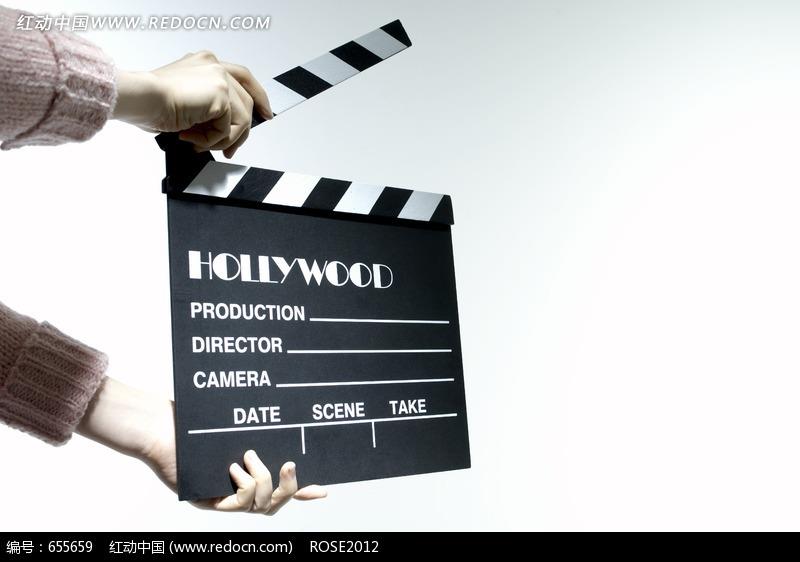 红动中国WWW.REDOCN.COM
HOLLYWOOD
PRODUCTION
DIRECTOR
CAMERA
DATE SCENE TAKE
编号：655659 红动中国 (www.redocn.com) ROSE2012